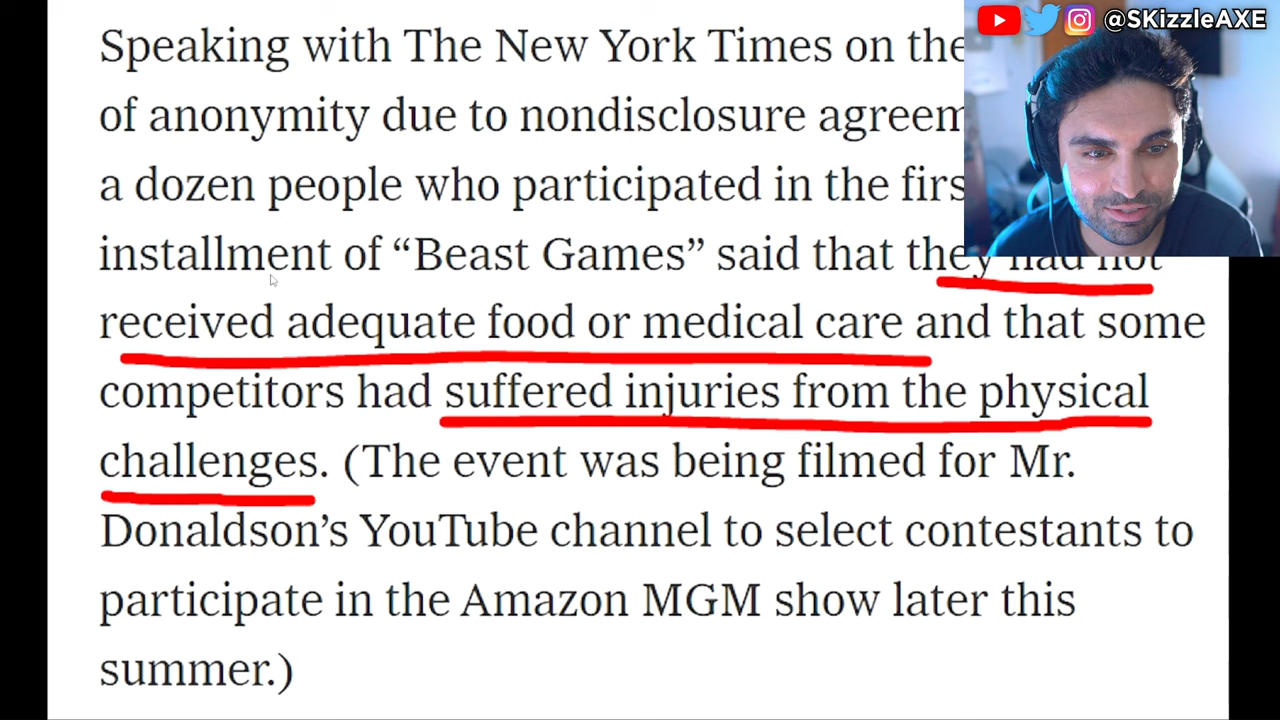 @SKizzleAXE
Speaking with The New York Times on the
of anonymity due to nondisclosure agreem
a dozen people who participated in the firs
installment of “Beast Games” said that they had not
received adequate food or medical care and that some
competitors had suffered injuries from the physical
challenges. (The event was being filmed for Mr.
Donaldson’s YouTube channel to select contestants to
participate in the Amazon MGM show later this
summer.)